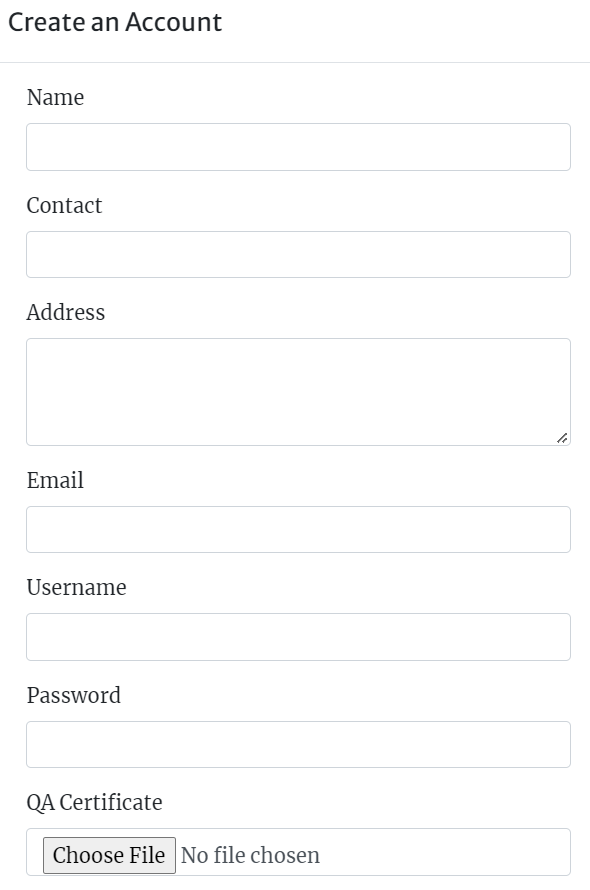 Create an Account
Name
Contact
Address
Email
Username
Password
QA Certificate
Choose File No file chosen